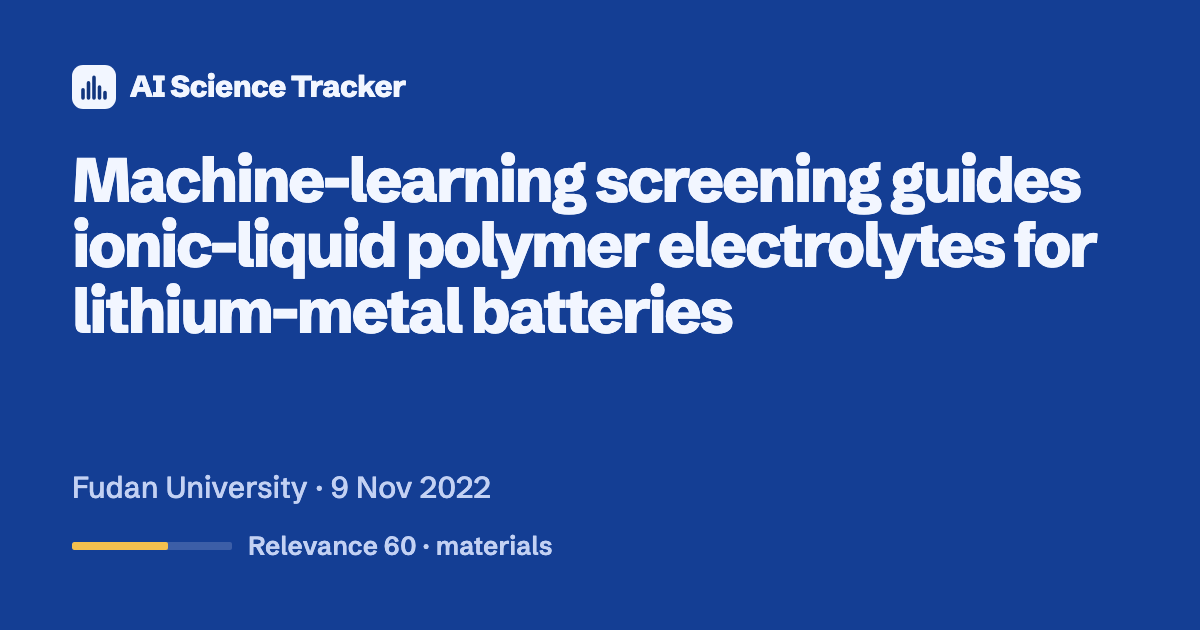 AI Science Tracker
Machine-learning screening guides
ionic-liquid polymer electrolytes for
lithium-metal batteries
Fudan University · 9 Nov 2022
Relevance 60 · materials